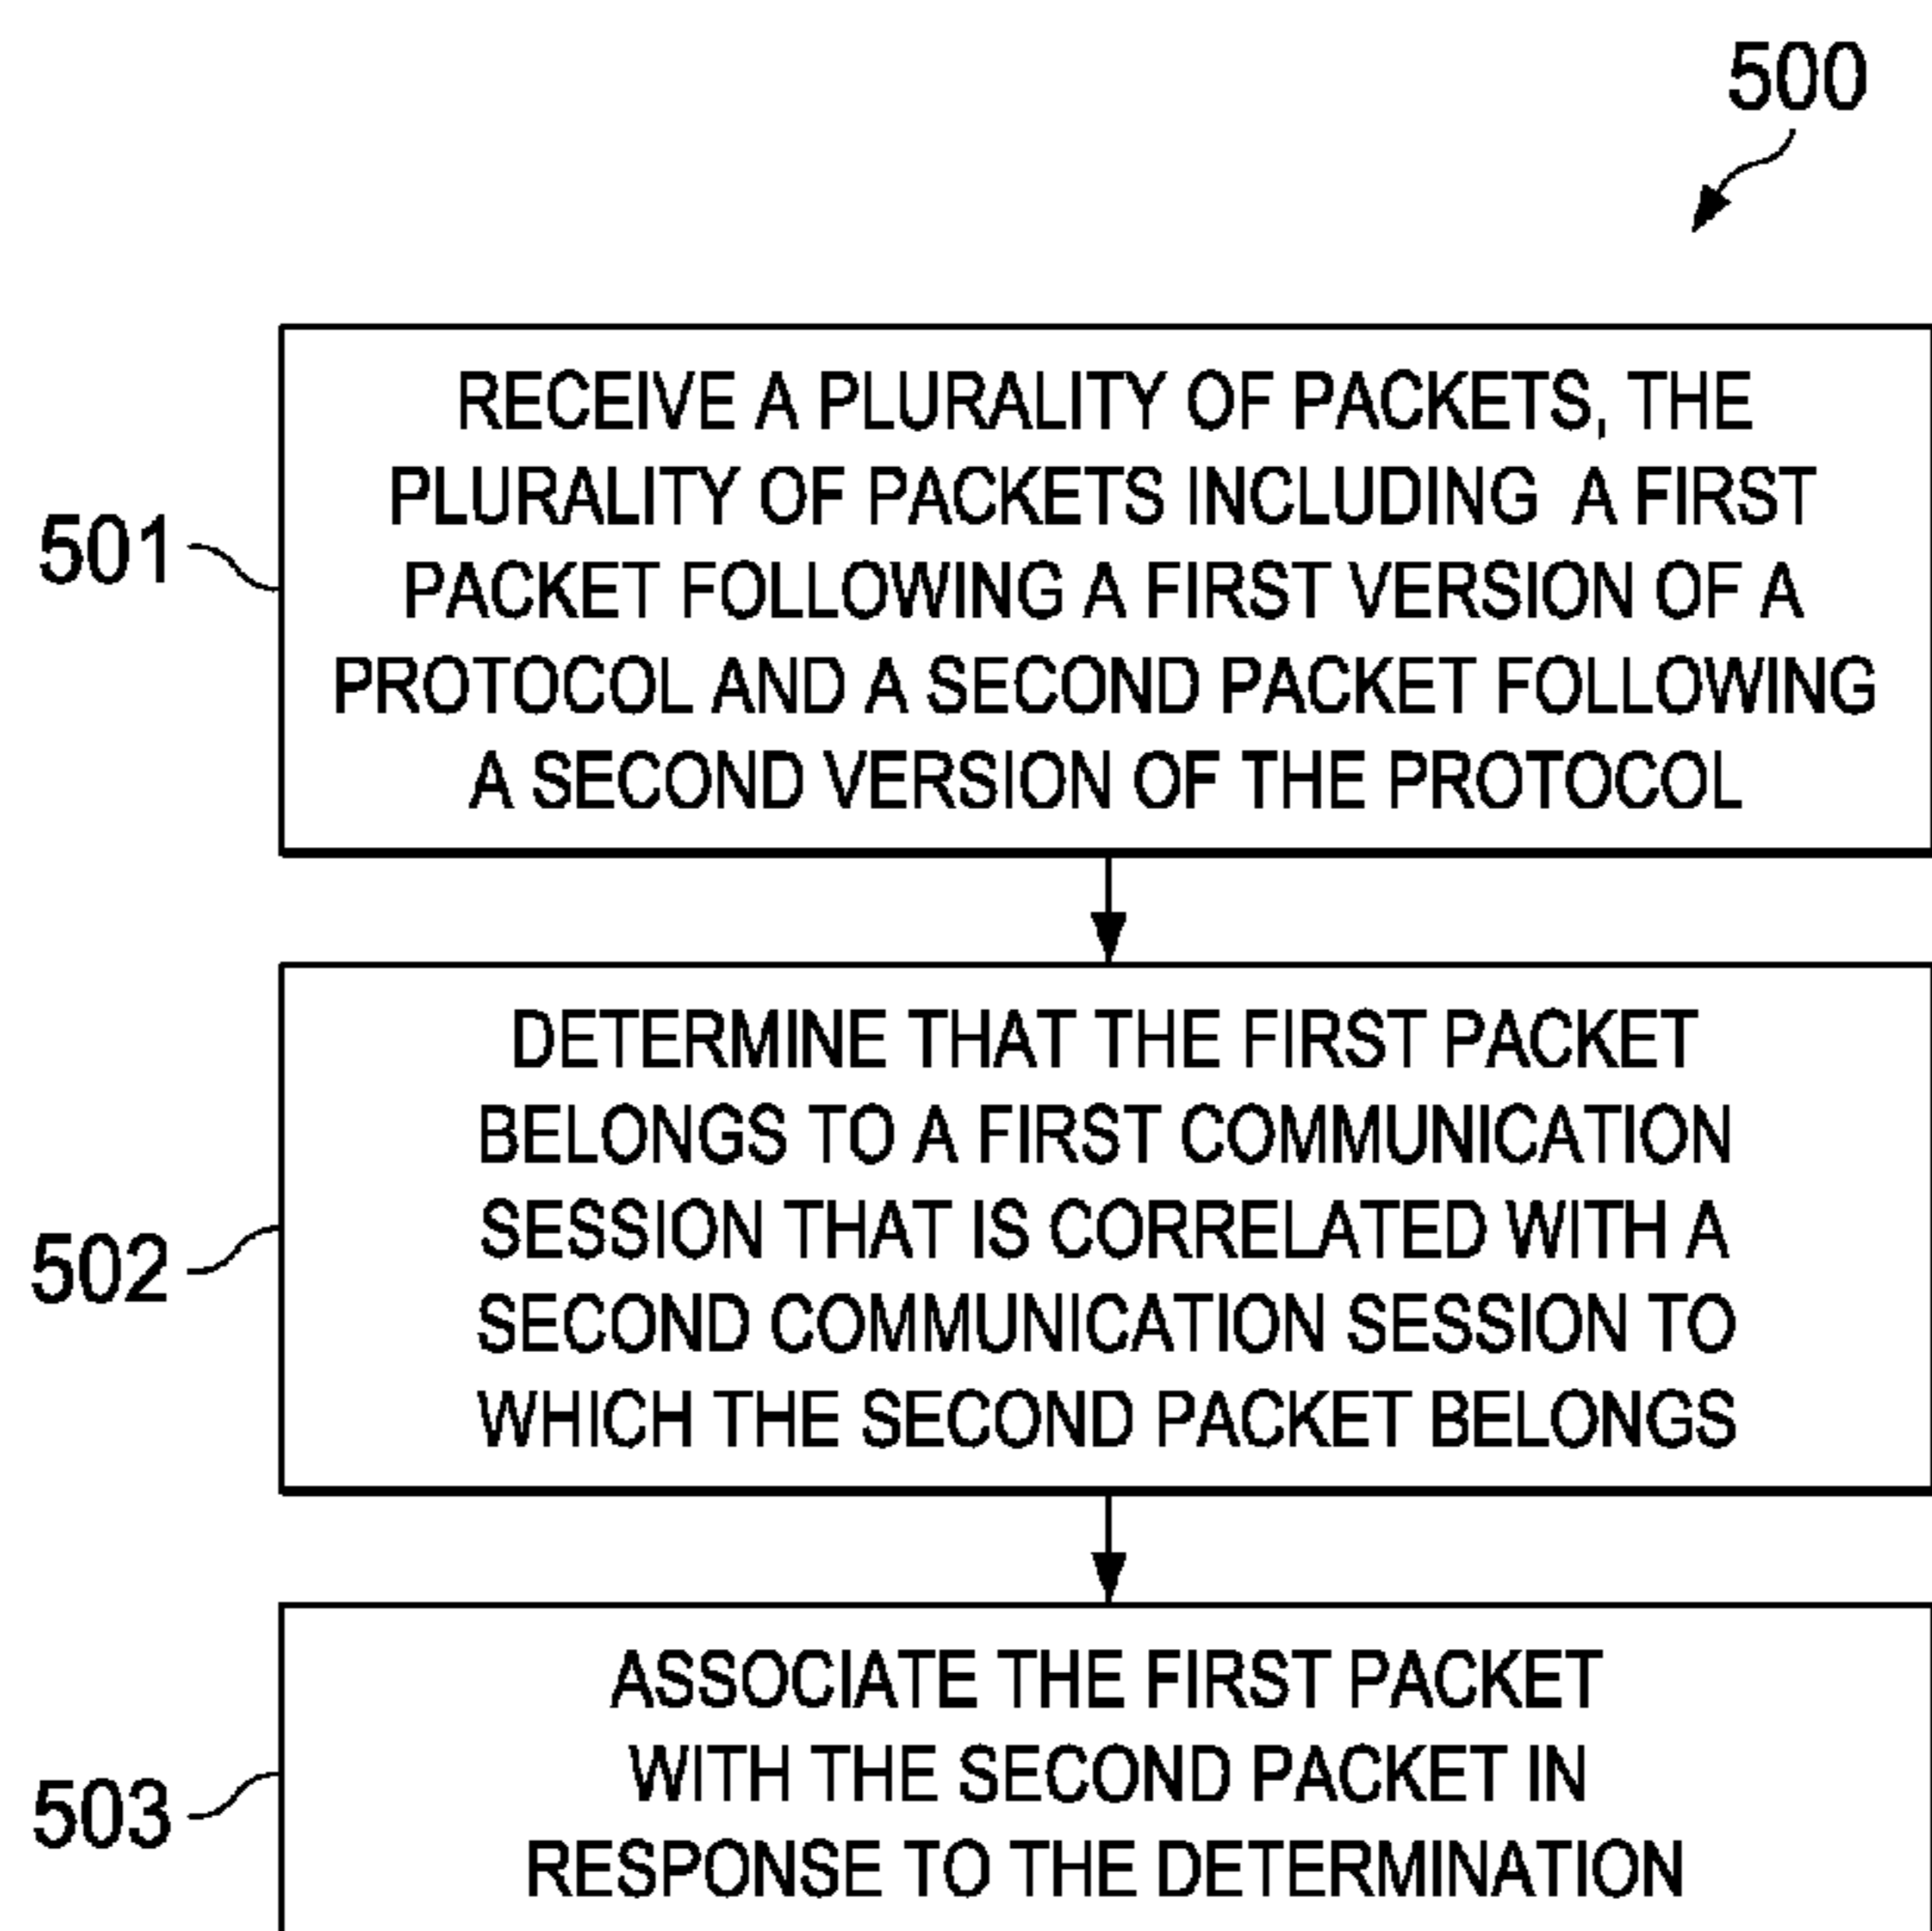 500
501
RECEIVE A PLURALITY OF PACKETS, THE
PLURALITY OF PACKETS INCLUDING A FIRST
PACKET FOLLOWING A FIRST VERSION OF A
PROTOCOL AND A SECOND PACKET FOLLOWING
A SECOND VERSION OF THE PROTOCOL
502
DETERMINE THAT THE FIRST PACKET
BELONGS TO A FIRST COMMUNICATION
SESSION THAT IS CORRELATED WITH A
SECOND COMMUNICATION SESSION TO
WHICH THE SECOND PACKET BELONGS
503
ASSOCIATE THE FIRST PACKET
WITH THE SECOND PACKET IN
RESPONSE TO THE DETERMINATION